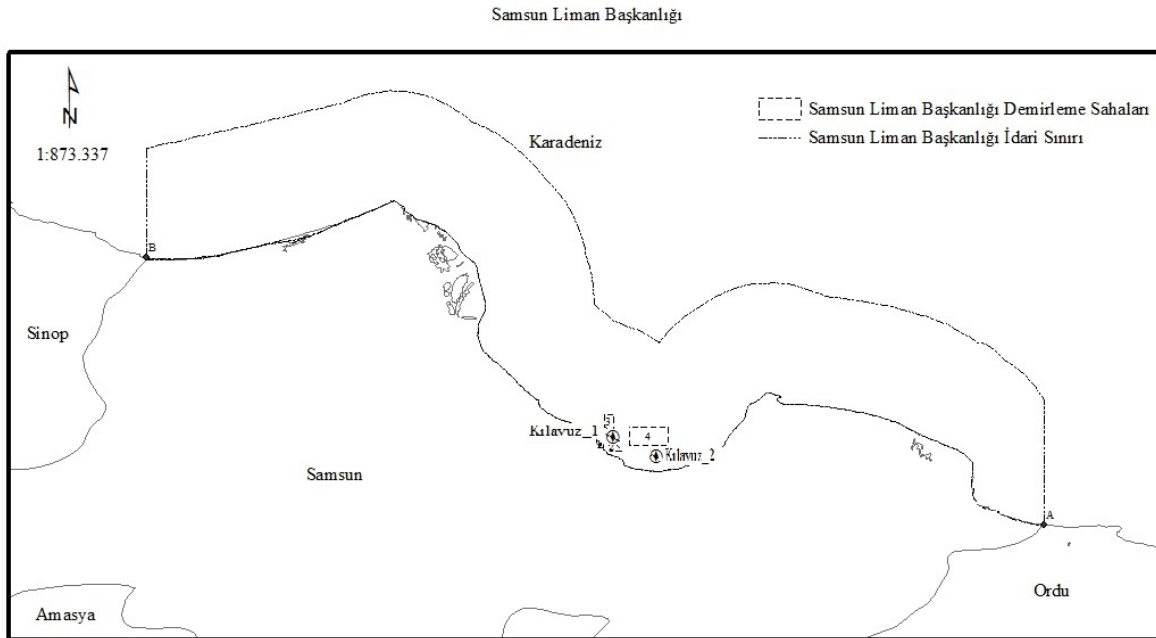 Samsun Liman Başkanlığı
N
1:873.337
Karadeniz
Samsun Liman Başkanlığı Demirleme Sahaları
Samsun Liman Başkanlığı İdari Sınırı
B
Sinop
Kılavuz_1
4
Kılavuz_2
Samsun
A
Ordu
Amasya